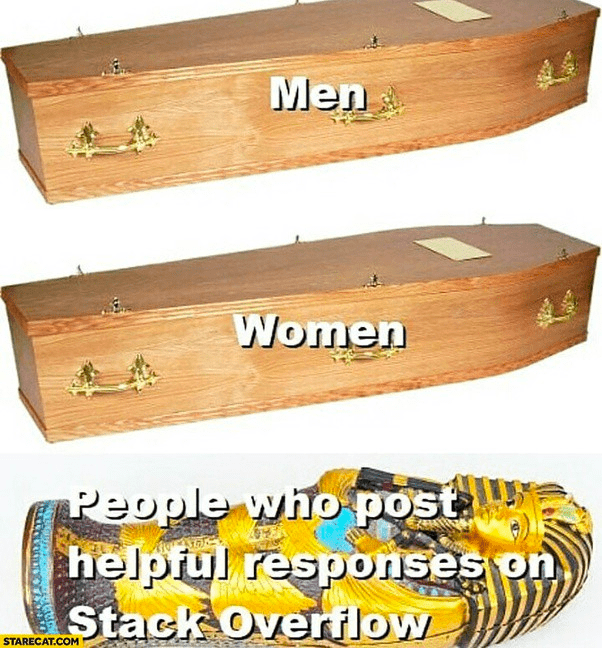 Men
Women
People who post
helpful responses on
Stack Overflow
STARECAT.COM